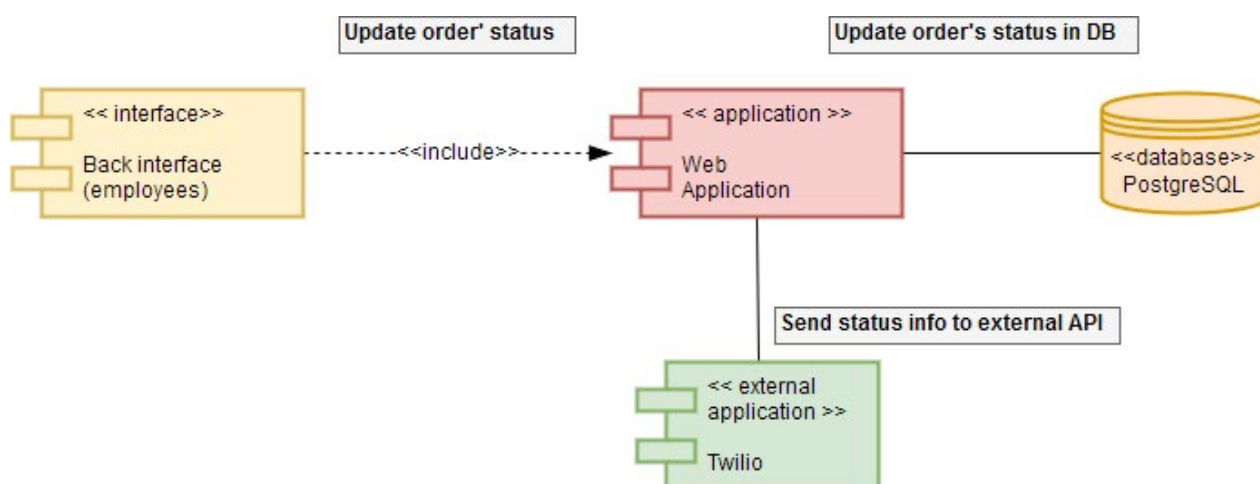 Update order' status
Update order's status in DB
<< interface>>
Back interface
(employees)
<<include>>
<< application >>
Web
Application
<<database>>
PostgreSQL
Send status info to external API
<< external
application >>
Twilio